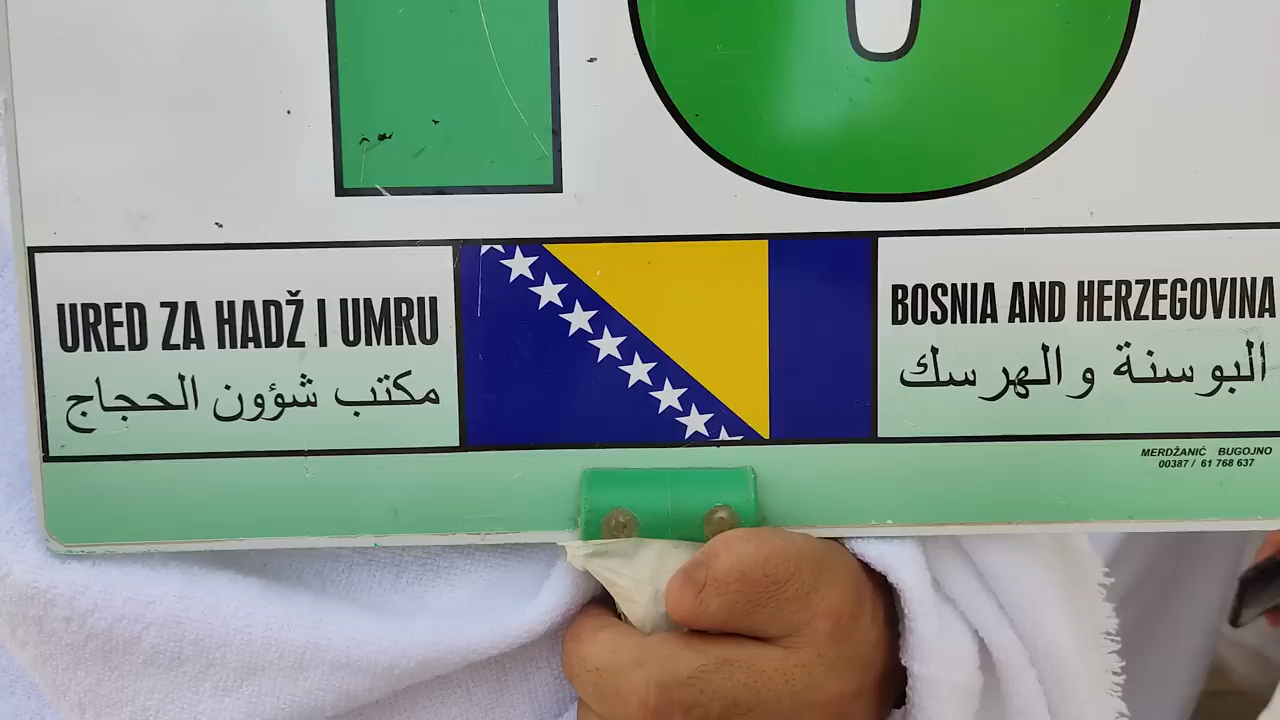 URED ZA HADŽ I UMRU
مكتب شؤون الحجاج
BOSNIA AND HERZEGOVINA
البوسنة والهرسك
MERDŽANIĆ BUGOJNO
00387 / 61 768 637